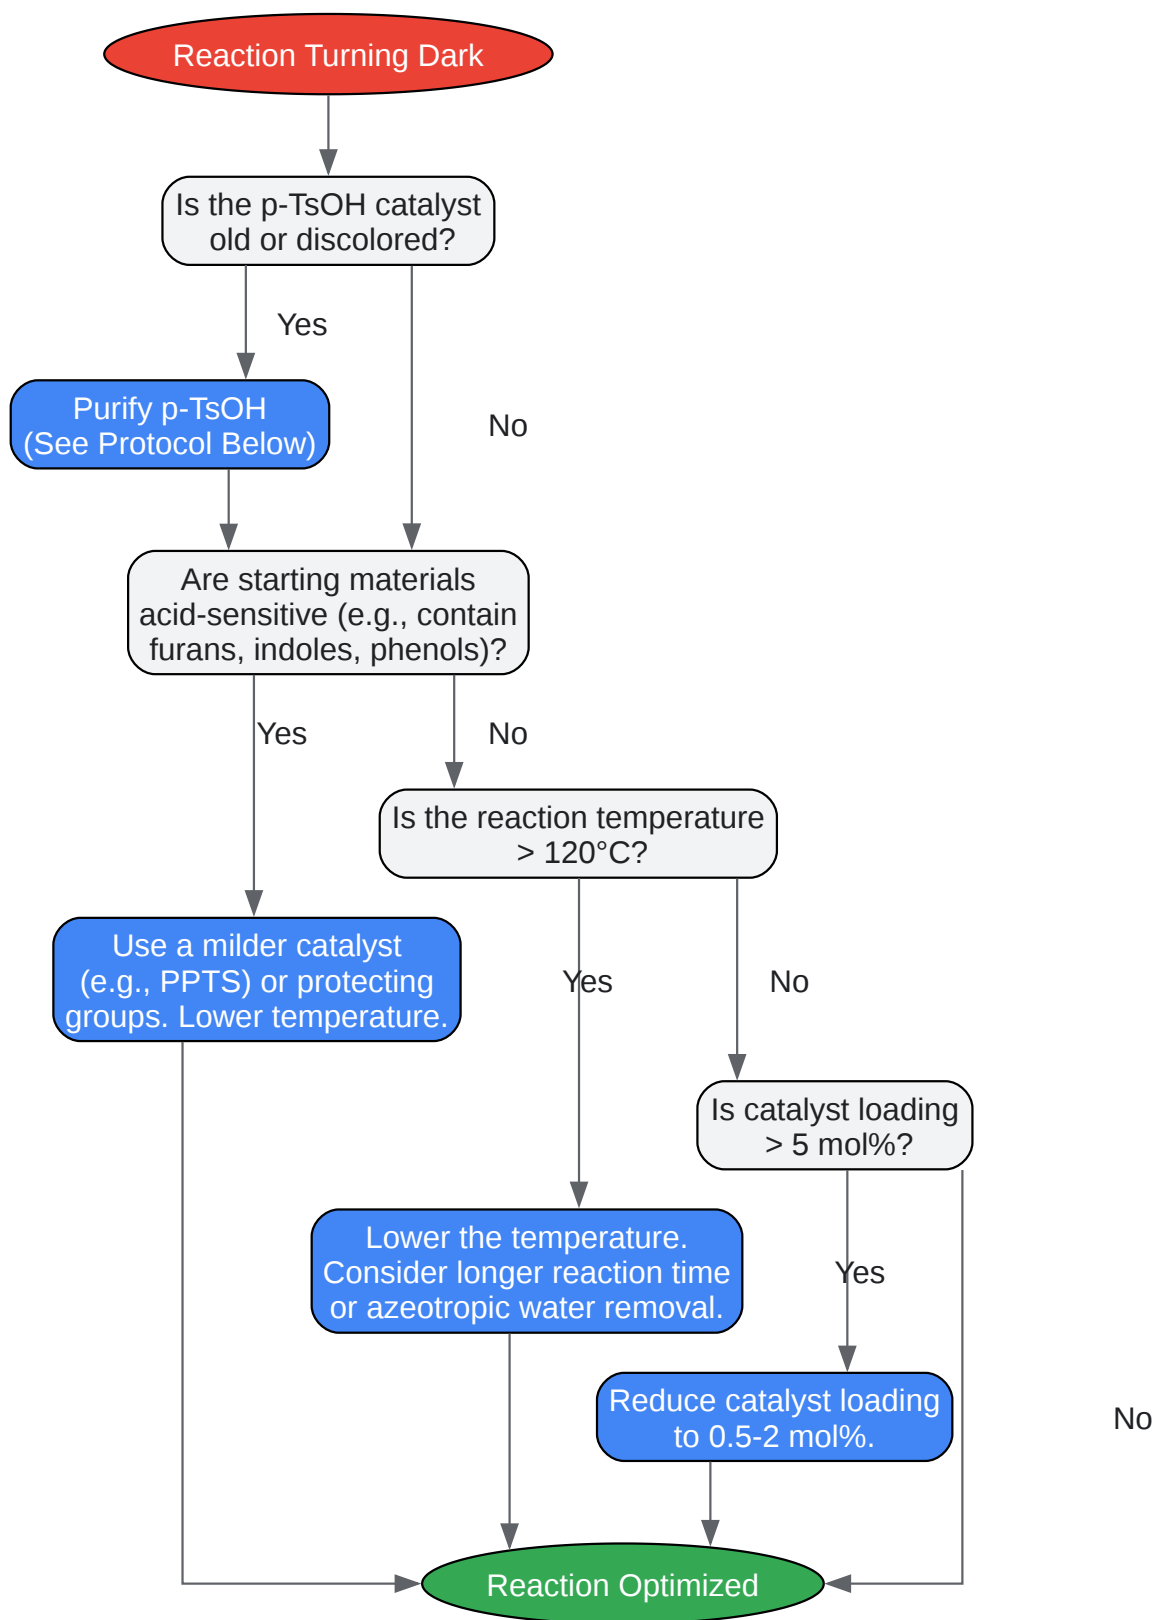 Reaction Turning Dark
Is the p-TsOH catalyst
old or discolored?
Yes
Purify p-TsOH
(See Protocol Below)
No
Are starting materials
acid-sensitive (e.g., contain
furans, indoles, phenols)?
Yes
No
Is the reaction temperature
> 120°C?
Use a milder catalyst
(e.g., PPTS) or protecting
groups. Lower temperature.
Yes
No
Is catalyst loading
> 5 mol%?
Lower the temperature.
Consider longer reaction time
or azeotropic water removal.
Yes
Reduce catalyst loading
to 0.5-2 mol%.
No
Reaction Optimized